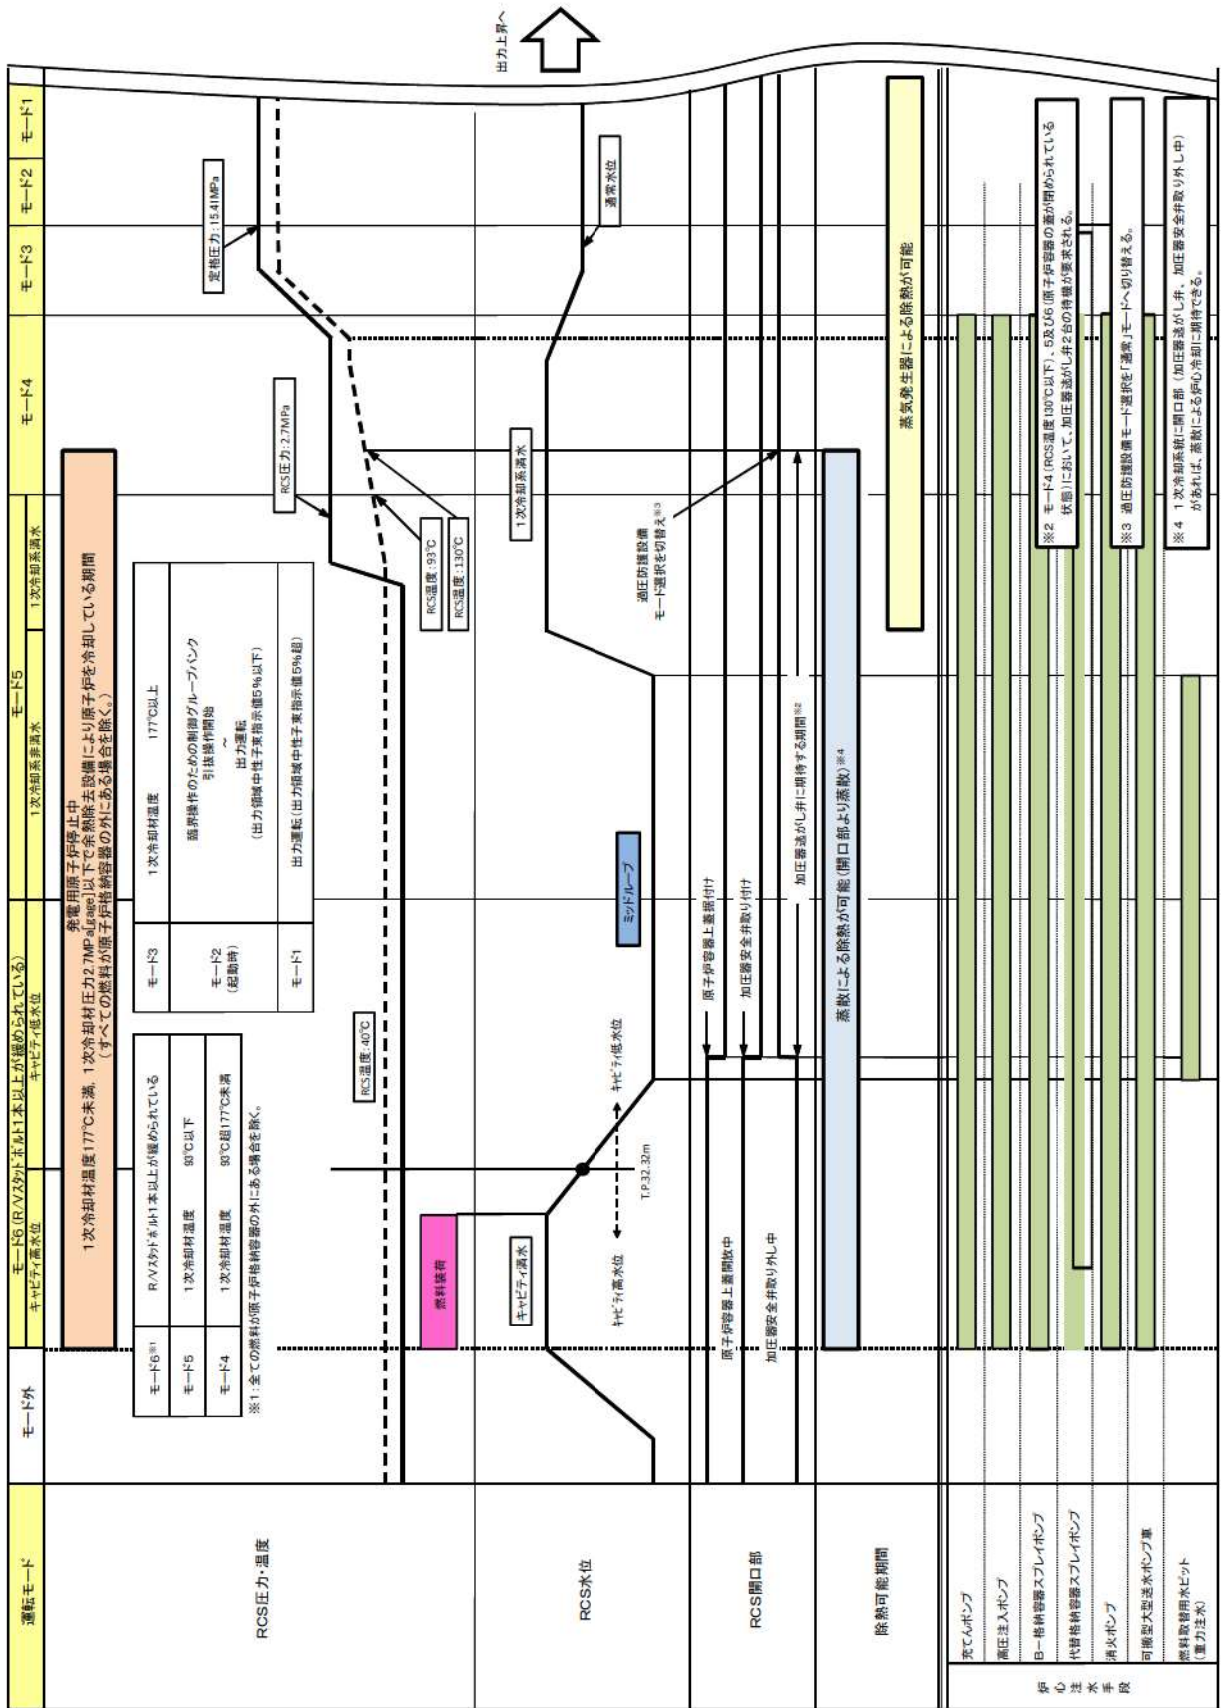 出力上昇へ
運転モード
モード外
モード6(R/Vスタッドボルト1本以上が緩められている)
キャビティ高水位
キャビティ低水位
モード5
1次冷却系非満水
1次冷却系満水
モード4
モード3
モード2
モード1
発電用原子炉停止中
1次冷却材温度177℃未満、1次冷却材圧力2.7MPa[gage]以下で余熱除去設備により原子炉を冷却している期間
(すべての燃料が原子炉格納容器の外にある場合を除く。)
RCS圧力・温度
モード6※1
R/Vスタッドボルト1本以上が緩められている
モード5
1次冷却材温度 93℃以下
モード4
1次冷却材温度 93℃超177℃未満
※1:全ての燃料が原子炉格納容器の外にある場合を除く。
モード3
1次冷却材温度 177℃以上
モード2
(起動時)
臨界操作のための制御グループバンク
引抜操作開始
~
出力運転
(出力領域中性子束指示値5%以下)
モード1
出力運転(出力領域中性子束指示値5%超)
定格圧力:15.41MPa
RCS圧力:2.7MPa
RCS温度:40℃
RCS温度:93℃
RCS温度:130℃
RCS水位
燃料装荷
キャビティ満水
キャビティ高水位
キャビティ低水位
T.P.32.32m
ミッドループ
1次冷却系満水
通常水位
RCS開口部
原子炉容器上蓋開放中
原子炉容器上蓋据付け
加圧器安全弁取り外し中
加圧器安全弁取り付け
加圧器逃がし弁に期待する期間※2
過圧防護設備
モード選択を切替え※3
除熱可能期間
蒸散による除熱が可能(開口部より蒸散)※4
蒸気発生器による除熱が可能
炉心注水手段
充てんポンプ
高圧注入ポンプ
B-格納容器スプレイポンプ
代替格納容器スプレイポンプ
消火ポンプ
可搬型大型送水ポンプ車
燃料取替用水ピット
(重力注水)
※2 モード4(RCS温度130℃以下)、5及び6(原子炉容器の蓋が閉められている
状態)において、加圧器逃がし弁2台の待機が要求される。
※3 過圧防護設備モード選択を「通常」モードへ切り替える。
※4 1次冷却系統に開口部(加圧器逃がし弁、加圧器安全弁取り外し中)
があれば、蒸散による炉心冷却に期待できる。